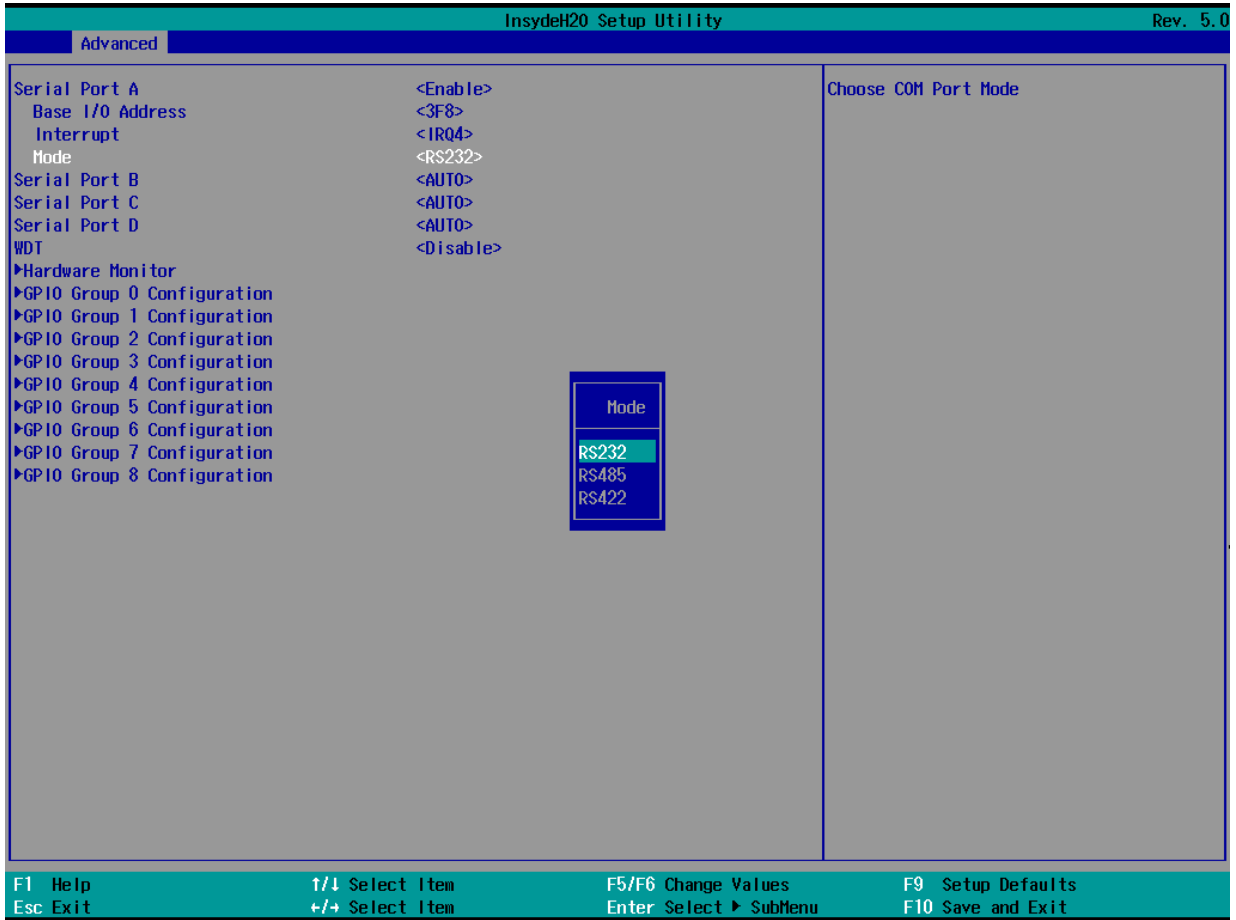 InsydeH20 Setup Utility Rev. 5.0
Advanced
Serial Port A <Enable> Choose COM Port Mode
Base I/O Address <3F8>
Interrupt <IRQ4>
Mode <RS232>
Serial Port B <AUTO>
Serial Port C <AUTO>
Serial Port D <AUTO>
WDT <Disable>
▶Hardware Monitor
▶GPIO Group 0 Configuration
▶GPIO Group 1 Configuration
▶GPIO Group 2 Configuration
▶GPIO Group 3 Configuration
▶GPIO Group 4 Configuration
▶GPIO Group 5 Configuration
▶GPIO Group 6 Configuration
▶GPIO Group 7 Configuration
▶GPIO Group 8 Configuration
Mode
RS232
RS485
RS422
F1 Help ↑/↓ Select Item F5/F6 Change Values F9 Setup Defaults
Esc Exit ←/→ Select Item Enter Select ▶ SubMenu F10 Save and Exit